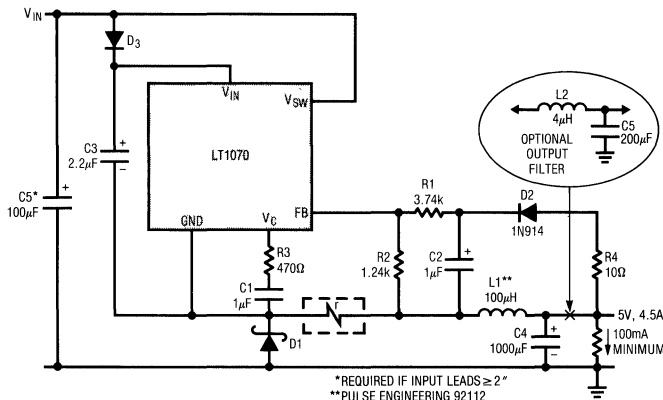 VIN
D3
VIN
VSW
L2
4µH
C5
200µF
OPTIONAL
OUTPUT
FILTER
C3
2.2µF
+
−
LT1070
R1
3.74k
D2
1N914
C5*
100µF
+
GND
VC
FB
R3
470Ω
R2
1.24k
C2
1µF
+
R4
10Ω
C1
1µF
r
L1**
100µH
5V, 4.5A
D1
C4
1000µF
+
−
100mA
MINIMUM
*REQUIRED IF INPUT LEADS ≥ 2"
**PULSE ENGINEERING 92112